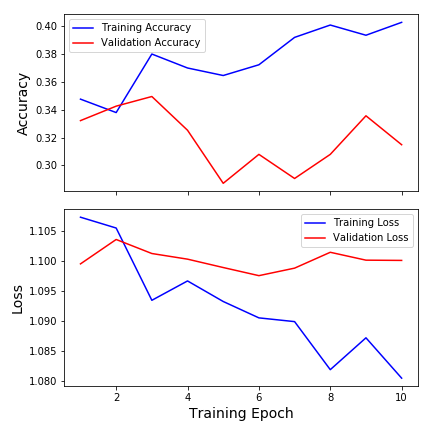 Training Accuracy
Validation Accuracy
Accuracy
0.40
0.38
0.36
0.34
0.32
0.30
Training Loss
Validation Loss
Loss
1.105
1.100
1.095
1.090
1.085
1.080
2 4 6 8 10
Training Epoch